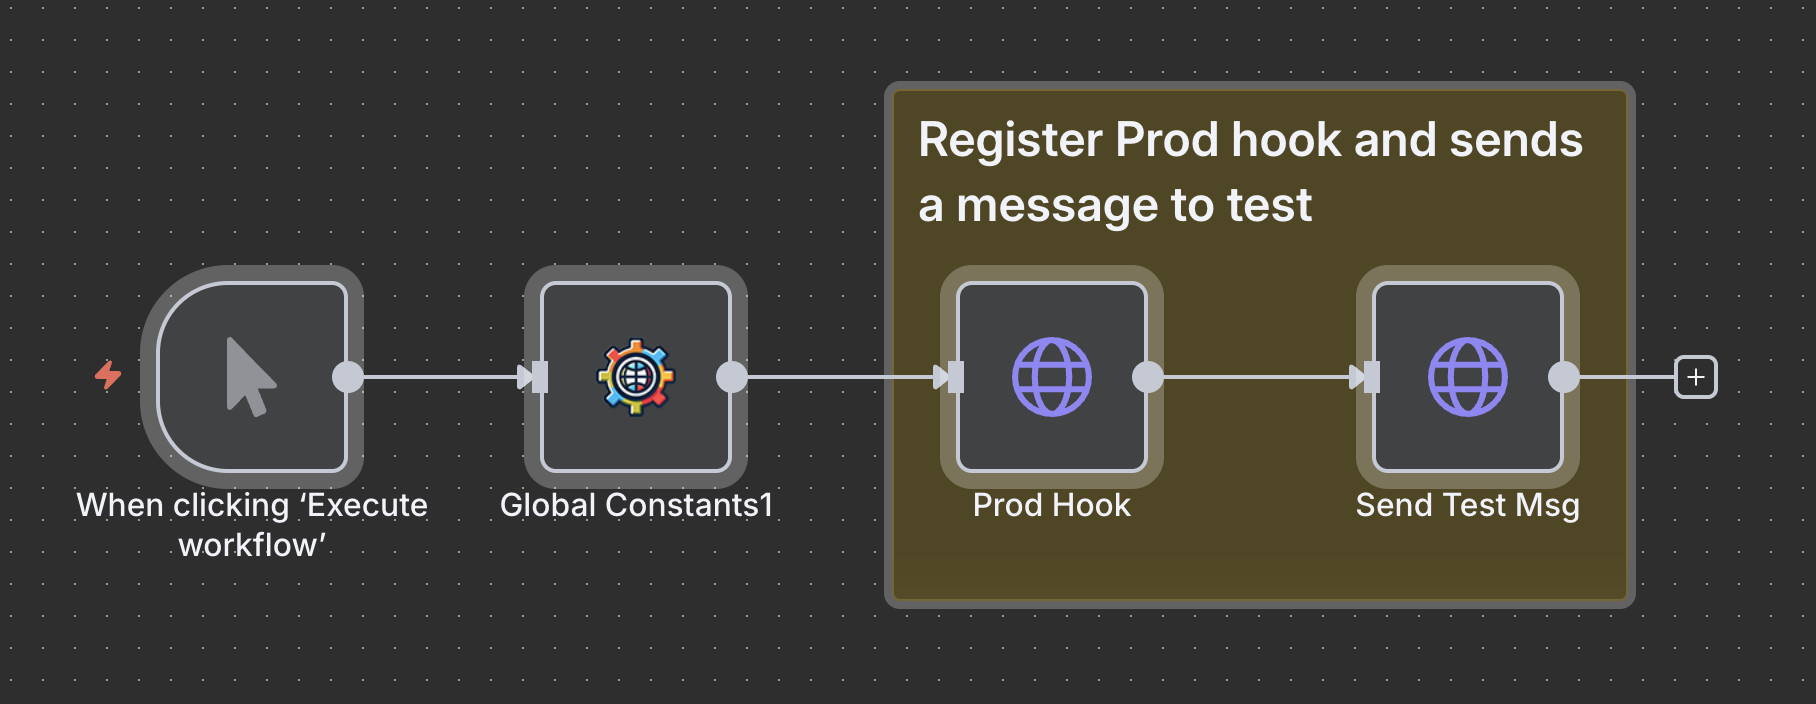 Register Prod hook and sends
a message to test
When clicking ‘Execute
workflow’
Global Constants1
Prod Hook
Send Test Msg